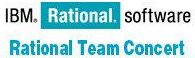 IBM. Rational. software
Rational Team Concert